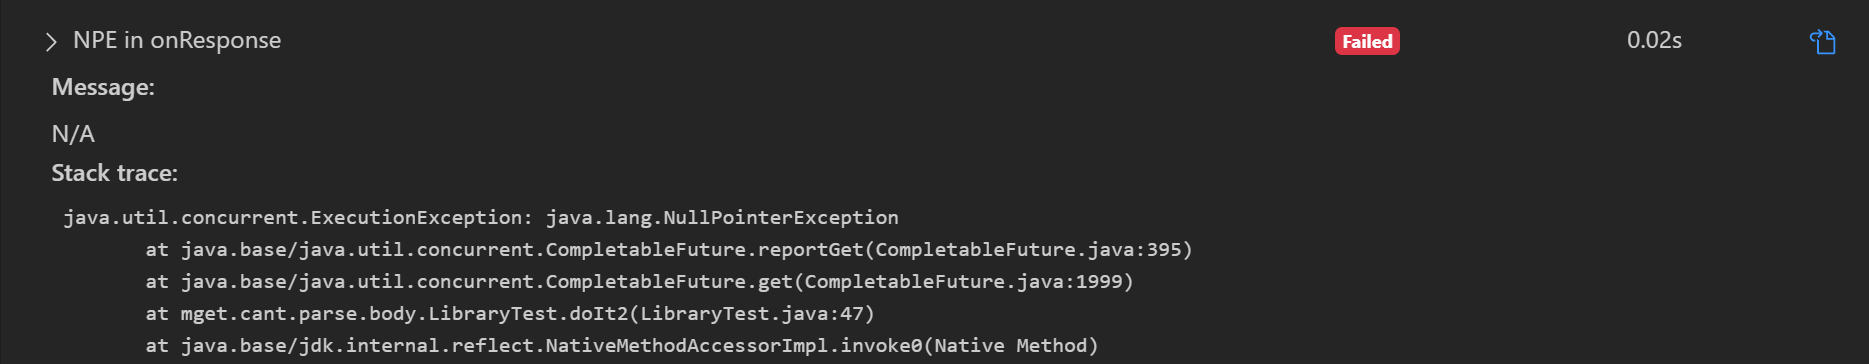 NPE in onResponse Failed 0.02s
Message:
N/A
Stack trace:
java.util.concurrent.ExecutionException: java.lang.NullPointerException
at java.base/java.util.concurrent.CompletableFuture.reportGet(CompletableFuture.java:395)
at java.base/java.util.concurrent.CompletableFuture.get(CompletableFuture.java:1999)
at mget.cant.parse.body.LibraryTest.doIt2(LibraryTest.java:47)
at java.base/jdk.internal.reflect.NativeMethodAccessorImpl.invoke0(Native Method)